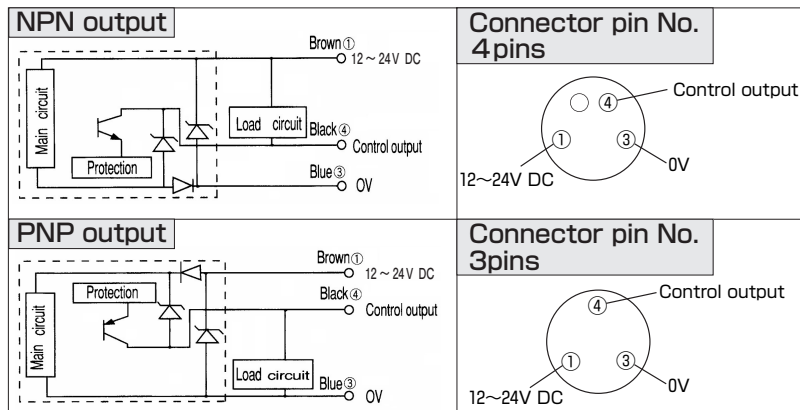 NPN output
Brown①
12～24V DC
Main circuit
Load circuit
Black④
Control output
Protection
Blue③
OV
Connector pin No.
4pins
④
Control output
①
③
12～24V DC
0V
PNP output
Brown①
12～24V DC
Black④
Protection
Control output
Main circuit
Load circuit
Blue③
OV
Connector pin No.
3pins
④
Control output
①
③
12～24V DC
0V